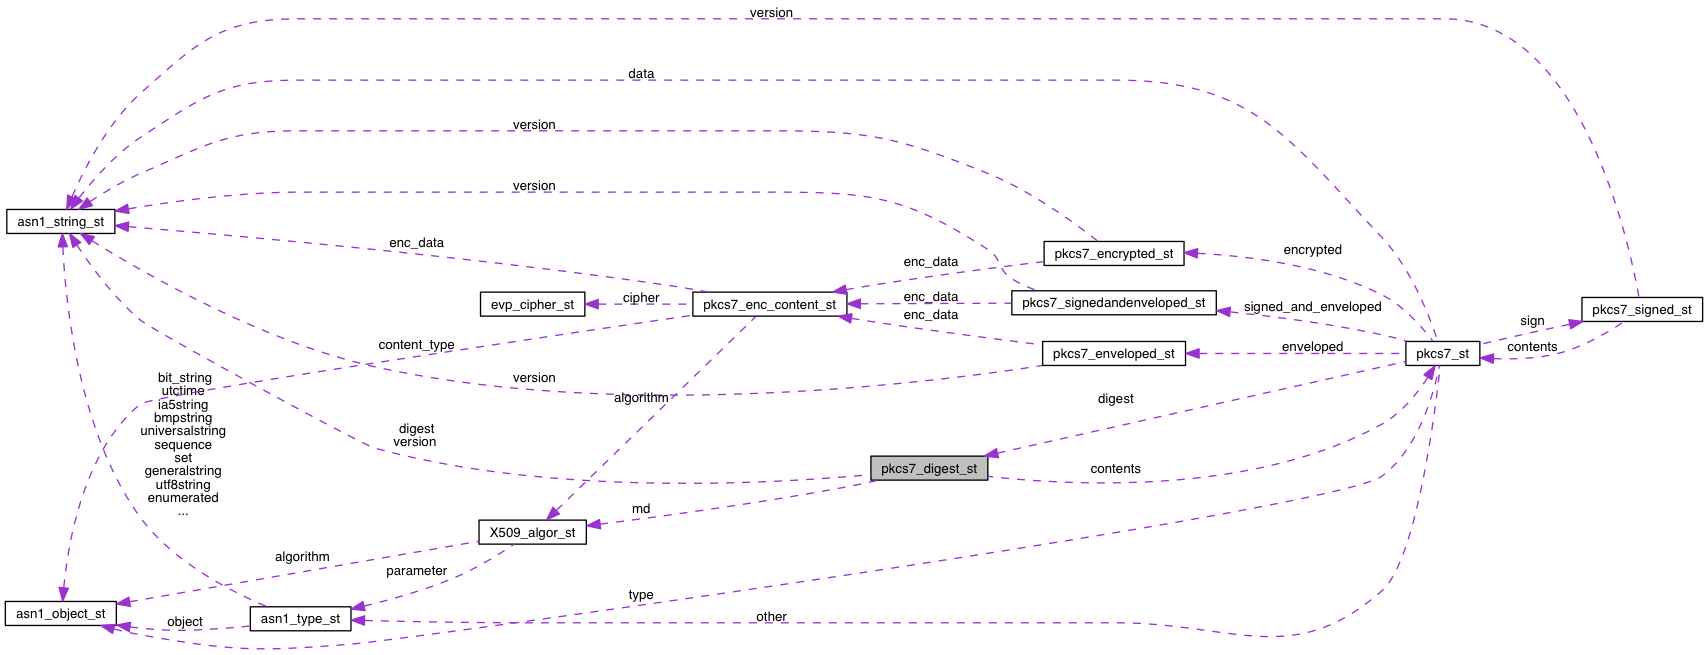 version
data
version
version
asn1_string_st
enc_data
pkcs7_encrypted_st
encrypted
enc_data
evp_cipher_st
cipher
pkcs7_enc_content_st
enc_data
pkcs7_signedandenveloped_st
signed_and_enveloped
pkcs7_signed_st
enc_data
sign
content_type
pkcs7_enveloped_st
enveloped
pkcs7_st
contents
bit_string
utctime
ia5string
bmpstring
universalstring
sequence
set
generalstring
utf8string
enumerated
...
version
algorithm
digest
digest
version
pkcs7_digest_st
contents
md
X509_algor_st
algorithm
parameter
type
asn1_object_st
object
asn1_type_st
other